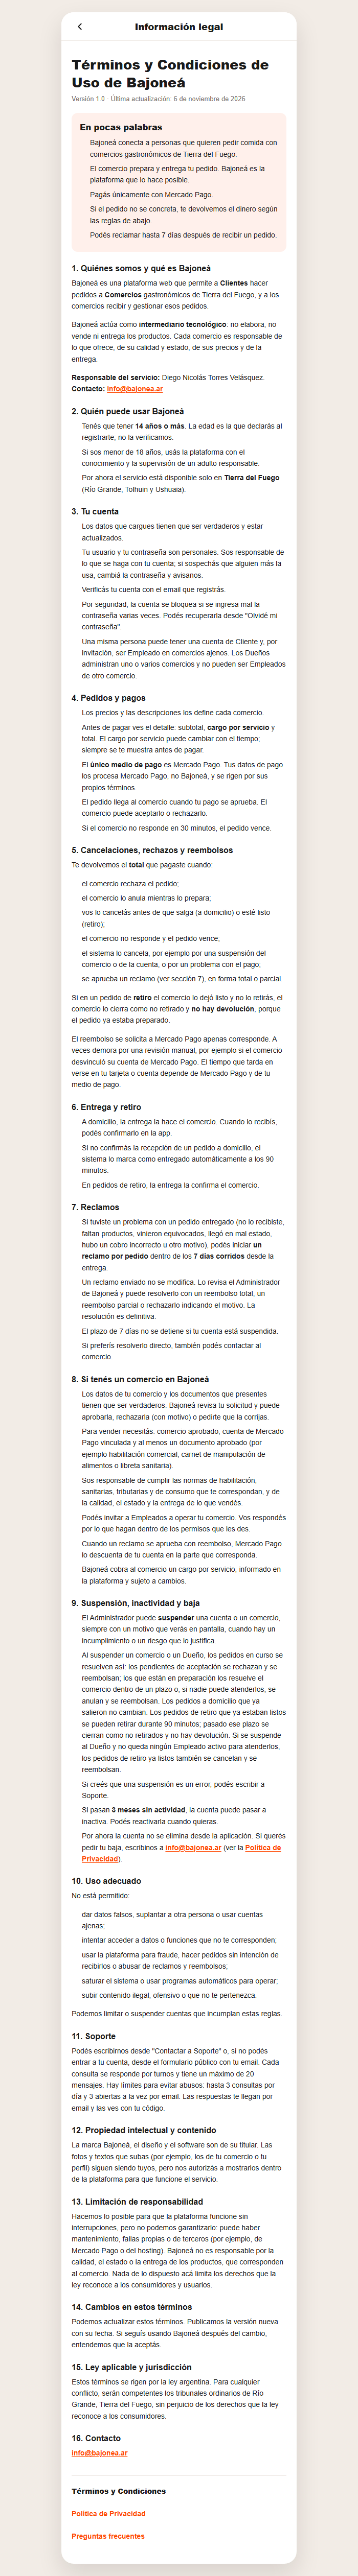 Información legal
Términos y Condiciones de
Uso de Bajoneá
Versión 1.0 · Última actualización: 6 de noviembre de 2026
En pocas palabras
Bajoneá conecta a personas que quieren pedir comida con
comercios gastronómicos de Tierra del Fuego.
El comercio prepara y entrega tu pedido. Bajoneá es la
plataforma que lo hace posible.
Pagás únicamente con Mercado Pago.
Si el pedido no se concreta, te devolvemos el dinero según
las reglas de abajo.
Podés reclamar hasta 7 días después de recibir un pedido.
1. Quiénes somos y qué es Bajoneá
Bajoneá es una plataforma web que permite a Clientes hacer
pedidos a Comercios gastronómicos de Tierra del Fuego, y a los
comercios recibir y gestionar esos pedidos.
Bajoneá actúa como intermediario tecnológico: no elabora, no
vende ni entrega los productos. Cada comercio es responsable de
lo que ofrece, de su calidad y estado, de sus precios y de la
entrega.
Responsable del servicio: Diego Nicolás Torres Velásquez.
Contacto: info@bajonea.ar
2. Quién puede usar Bajoneá
Tenés que tener 14 años o más. La edad es la que declarás al
registrarte; no la verificamos.
Si sos menor de 18 años, usás la plataforma con el
conocimiento y la supervisión de un adulto responsable.
Por ahora el servicio está disponible solo en Tierra del Fuego
(Río Grande, Tolhuin y Ushuaia).
3. Tu cuenta
Los datos que cargues tienen que ser verdaderos y estar
actualizados.
Tu usuario y tu contraseña son personales. Sos responsable de
lo que se haga con tu cuenta; si sospechás que alguien más la
usa, cambiá la contraseña y avisanos.
Verificás tu cuenta con el email que registrás.
Por seguridad, la cuenta se bloquea si se ingresa mal la
contraseña varias veces. Podés recuperarla desde "Olvidé mi
contraseña".
Una misma persona puede tener una cuenta de Cliente y, por
invitación, ser Empleado en comercios ajenos. Los Dueños
administran uno o varios comercios y no pueden ser Empleados
de otro comercio.
4. Pedidos y pagos
Los precios y las descripciones los define cada comercio.
Antes de pagar ves el detalle: subtotal, cargo por servicio y
total. El cargo por servicio puede cambiar con el tiempo;
siempre se te muestra antes de pagar.
El único medio de pago es Mercado Pago. Tus datos de pago
los procesa Mercado Pago, no Bajoneá, y se rigen por sus
propios términos.
El pedido llega al comercio cuando tu pago se aprueba. El
comercio puede aceptarlo o rechazarlo.
Si el comercio no responde en 30 minutos, el pedido vence.
5. Cancelaciones, rechazos y reembolsos
Te devolvemos el total que pagaste cuando:
el comercio rechaza el pedido;
el comercio lo anula mientras lo prepara;
vos lo cancelás antes de que salga (a domicilio) o esté listo
(retiro);
el comercio no responde y el pedido vence;
el sistema lo cancela, por ejemplo por una suspensión del
comercio o de la cuenta, o por un problema con el pago;
se aprueba un reclamo (ver sección 7), en forma total o parcial.
Si en un pedido de retiro el comercio lo dejó listo y no lo retirás, el
comercio lo cierra como no retirado y no hay devolución, porque
el pedido ya estaba preparado.
El reembolso se solicita a Mercado Pago apenas corresponde. A
veces demora por una revisión manual, por ejemplo si el comercio
desvinculó su cuenta de Mercado Pago. El tiempo que tarda en
verse en tu tarjeta o cuenta depende de Mercado Pago y de tu
medio de pago.
6. Entrega y retiro
A domicilio, la entrega la hace el comercio. Cuando lo recibís,
podés confirmarlo en la app.
Si no confirmás la recepción de un pedido a domicilio, el
sistema lo marca como entregado automáticamente a los 90
minutos.
En pedidos de retiro, la entrega la confirma el comercio.
7. Reclamos
Si tuviste un problema con un pedido entregado (no lo recibiste,
faltan productos, vinieron equivocados, llegó en mal estado,
hubo un cobro incorrecto u otro motivo), podés iniciar un
reclamo por pedido dentro de los 7 días corridos desde la
entrega.
Un reclamo enviado no se modifica. Lo revisa el Administrador
de Bajoneá y puede resolverlo con un reembolso total, un
reembolso parcial o rechazarlo indicando el motivo. La
resolución es definitiva.
El plazo de 7 días no se detiene si tu cuenta está suspendida.
Si preferís resolverlo directo, también podés contactar al
comercio.
8. Si tenés un comercio en Bajoneá
Los datos de tu comercio y los documentos que presentes
tienen que ser verdaderos. Bajoneá revisa tu solicitud y puede
aprobarla, rechazarla (con motivo) o pedirte que la corrijas.
Para vender necesitás: comercio aprobado, cuenta de Mercado
Pago vinculada y al menos un documento aprobado (por
ejemplo habilitación comercial, carnet de manipulación de
alimentos o libreta sanitaria).
Sos responsable de cumplir las normas de habilitación,
sanitarias, tributarias y de consumo que te correspondan, y de
la calidad, el estado y la entrega de lo que vendés.
Podés invitar a Empleados a operar tu comercio. Vos respondés
por lo que hagan dentro de los permisos que les des.
Cuando un reclamo se aprueba con reembolso, Mercado Pago
lo descuenta de tu cuenta en la parte que corresponda.
Bajoneá cobra al comercio un cargo por servicio, informado en
la plataforma y sujeto a cambios.
9. Suspensión, inactividad y baja
El Administrador puede suspender una cuenta o un comercio,
siempre con un motivo que verás en pantalla, cuando hay un
incumplimiento o un riesgo que lo justifica.
Al suspender un comercio o un Dueño, los pedidos en curso se
resuelven así: los pendientes de aceptación se rechazan y se
reembolsan; los que están en preparación los resuelve el
comercio dentro de un plazo o, si nadie puede atenderlos, se
anulan y se reembolsan. Los pedidos a domicilio que ya
salieron no cambian. Los pedidos de retiro que ya estaban listos
se pueden retirar durante 90 minutos; pasado ese plazo se
cierran como no retirados y no hay devolución. Si se suspende
al Dueño y no queda ningún Empleado activo para atenderlos,
los pedidos de retiro ya listos también se cancelan y se
reembolsan.
Si creés que una suspensión es un error, podés escribir a
Soporte.
Si pasan 3 meses sin actividad, la cuenta puede pasar a
inactiva. Podés reactivarla cuando quieras.
Por ahora la cuenta no se elimina desde la aplicación. Si querés
pedir tu baja, escribinos a info@bajonea.ar (ver la Política de
Privacidad).
10. Uso adecuado
No está permitido:
dar datos falsos, suplantar a otra persona o usar cuentas
ajenas;
intentar acceder a datos o funciones que no te corresponden;
usar la plataforma para fraude, hacer pedidos sin intención de
recibirlos o abusar de reclamos y reembolsos;
saturar el sistema o usar programas automáticos para operar;
subir contenido ilegal, ofensivo o que no te pertenezca.
Podemos limitar o suspender cuentas que incumplan estas reglas.
11. Soporte
Podés escribirnos desde "Contactar a Soporte" o, si no podés
entrar a tu cuenta, desde el formulario público con tu email. Cada
consulta se responde por turnos y tiene un máximo de 20
mensajes. Hay límites para evitar abusos: hasta 3 consultas por
día y 3 abiertas a la vez por email. Las respuestas te llegan por
email y las ves con tu código.
12. Propiedad intelectual y contenido
La marca Bajoneá, el diseño y el software son de su titular. Las
fotos y textos que subas (por ejemplo, los de tu comercio o tu
perfil) siguen siendo tuyos, pero nos autorizás a mostrarlos dentro
de la plataforma para que funcione el servicio.
13. Limitación de responsabilidad
Hacemos lo posible para que la plataforma funcione sin
interrupciones, pero no podemos garantizarlo: puede haber
mantenimiento, fallas propias o de terceros (por ejemplo, de
Mercado Pago o del hosting). Bajoneá no es responsable por la
calidad, el estado o la entrega de los productos, que corresponden
al comercio. Nada de lo dispuesto acá limita los derechos que la
ley reconoce a los consumidores y usuarios.
14. Cambios en estos términos
Podemos actualizar estos términos. Publicamos la versión nueva
con su fecha. Si seguís usando Bajoneá después del cambio,
entendemos que la aceptás.
15. Ley aplicable y jurisdicción
Estos términos se rigen por la ley argentina. Para cualquier
conflicto, serán competentes los tribunales ordinarios de Río
Grande, Tierra del Fuego, sin perjuicio de los derechos que la ley
reconoce a los consumidores.
16. Contacto
info@bajonea.ar
Términos y Condiciones
Política de Privacidad
Preguntas frecuentes